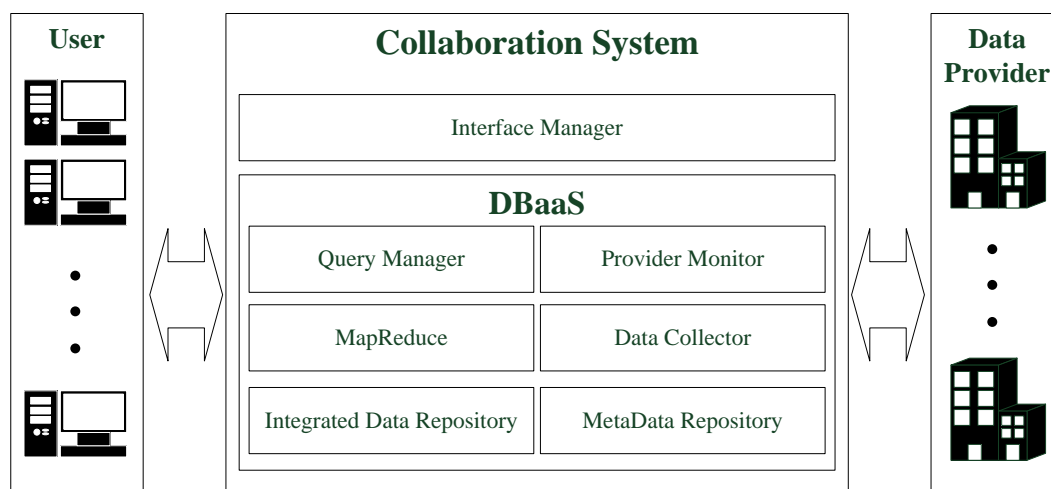 User
Collaboration System
Data
Provider
Interface Manager
DBaaS
Query Manager
Provider Monitor
MapReduce
Data Collector
Integrated Data Repository
MetaData Repository